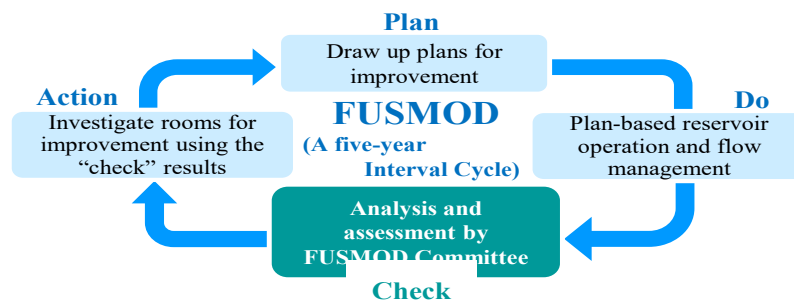 Plan
Draw up plans for
improvement
Action
Investigate rooms for
improvement using the
“check” results
FUSMOD
(A five-year
Interval Cycle)
Do
Plan-based reservoir
operation and flow
management
Analysis and
assessment by
FUSMOD Committee
Check